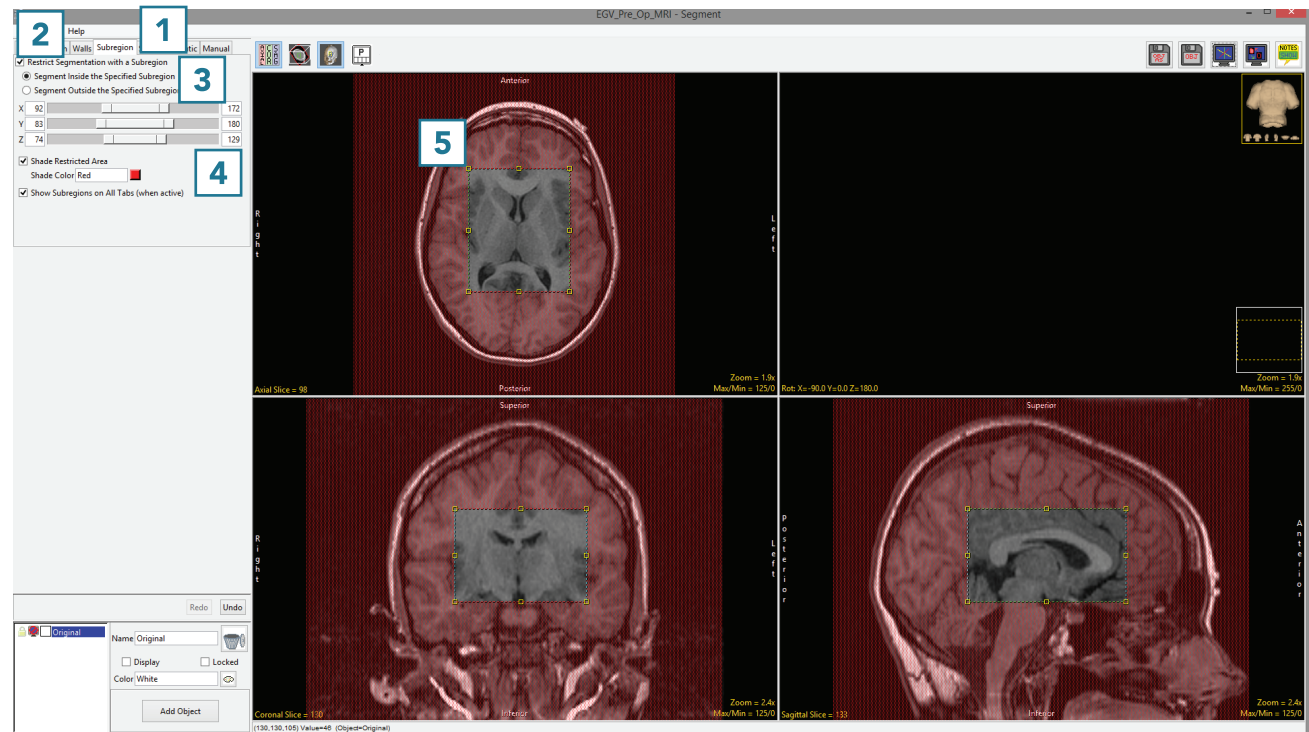 EGV_Pre_Op_MRI - Segment
Help
1
2
Walls
Subregion
Manual
Restrict Segmentation with a Subregion
Segment Inside the Specified Subregion
3
Segment Outside the Specified Subregion
X 92 172
Y 83 180
Z 74 129
Shade Restricted Area
4
Shade Color Red
Show Subregions on All Tabs (when active)
P
OBJ
OBJ
NOTES
SHOW
Anterior
5
Right
Left
Axial Slice = 98
Posterior
Zoom = 1.9x
Max/Min = 125/0
Rot: X=-90.0 Y=0.0 Z=180.0
Zoom = 1.9x
Max/Min = 255/0
Superior
Right
Left
Coronal Slice = 130
Inferior
Zoom = 2.4x
Max/Min = 125/0
Superior
Posterior
Anterior
Sagittal Slice = 133
Inferior
Zoom = 2.4x
Max/Min = 125/0
Redo Undo
Original
Name Original
Display Locked
Color White
Add Object
(130,130,105) Value=46 (Object=Original)